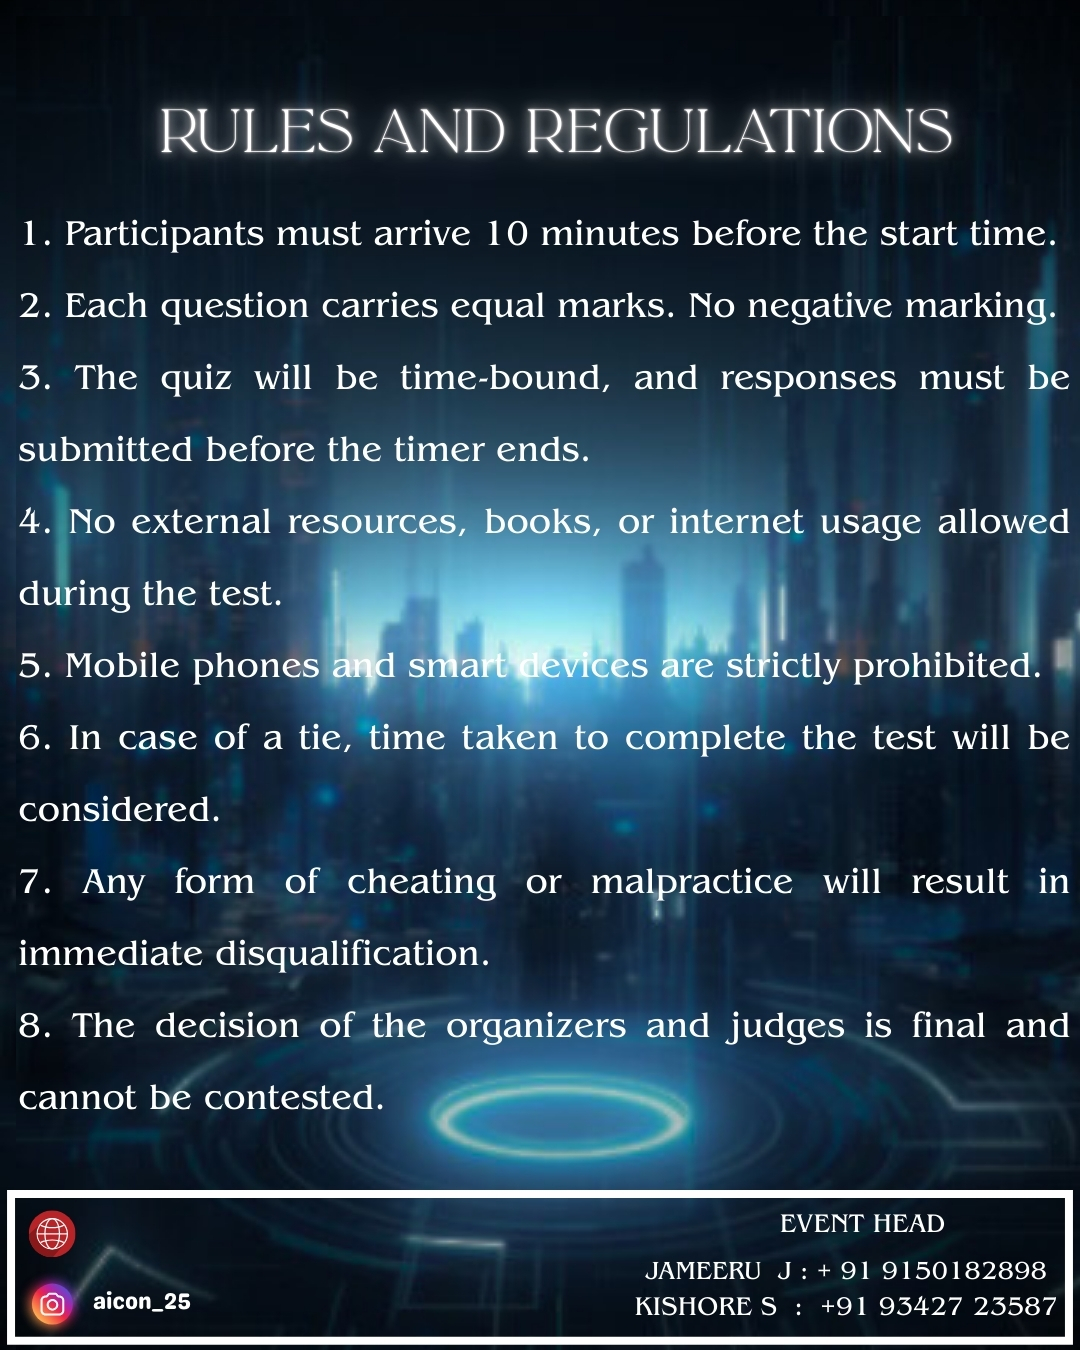 RULES AND REGULATIONS
1. Participants must arrive 10 minutes before the start time.
2. Each question carries equal marks. No negative marking.
3. The quiz will be time-bound, and responses must be
submitted before the timer ends.
4. No external resources, books, or internet usage allowed
during the test.
5. Mobile phones and smart devices are strictly prohibited.
6. In case of a tie, time taken to complete the test will be
considered.
7. Any form of cheating or malpractice will result in
immediate disqualification.
8. The decision of the organizers and judges is final and
cannot be contested.
EVENT HEAD
JAMEERU J : + 91 9150182898
KISHORE S : +91 93427 23587
aicon_25